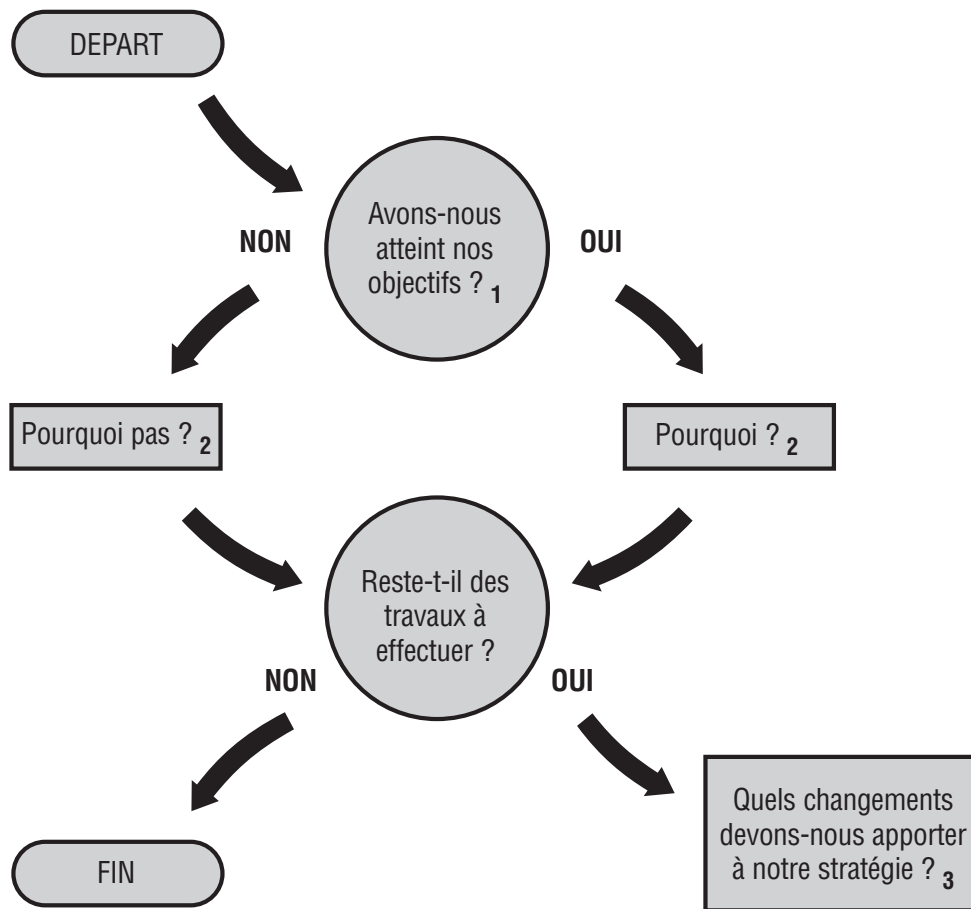 DEPART
Avons-nous
atteint nos
objectifs ? 1
NON
OUI
Pourquoi pas ? 2
Pourquoi ? 2
Reste-t-il des
travaux à
effectuer ?
NON
OUI
FIN
Quels changements
devons-nous apporter
à notre stratégie ? 3